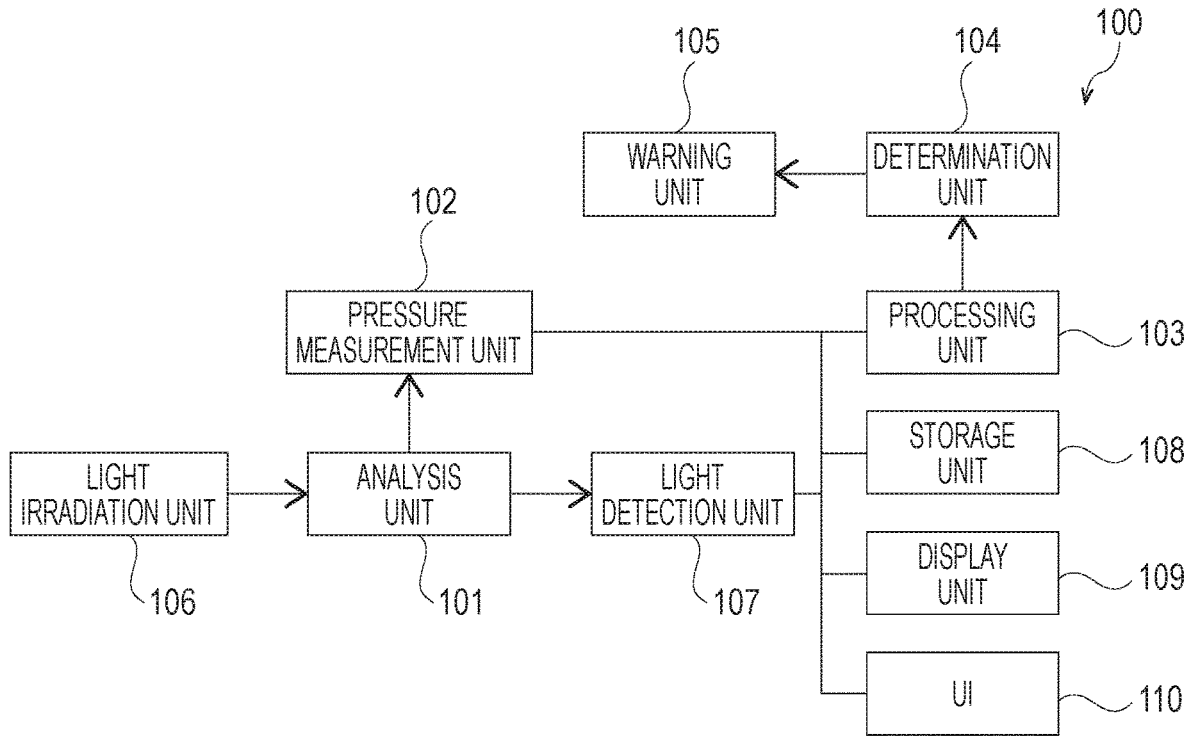 100
105
104
WARNING
UNIT
DETERMINATION
UNIT
102
PRESSURE
MEASUREMENT UNIT
PROCESSING
UNIT
103
STORAGE
UNIT
108
LIGHT
IRRADIATION UNIT
ANALYSIS
UNIT
LIGHT
DETECTION UNIT
DISPLAY
UNIT
109
106
101
107
UI
110